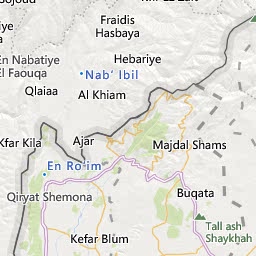 Fraidis
Hasbaya
En Nabatiye
El Faouqa
Hebariye
Nab' Ibil
Qlaiaa
Al Khiam
Kfar Kila
Ajar
Majdal Shams
En Ro'im
Qiryat Shemona
Buqata
Tall ash
Shaykhah
Kefar Blum